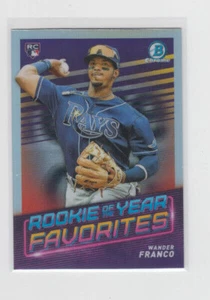 RC
B
RAYS
ROOKIE OF THE YEAR
FAVORITES
WANDER
FRANCO